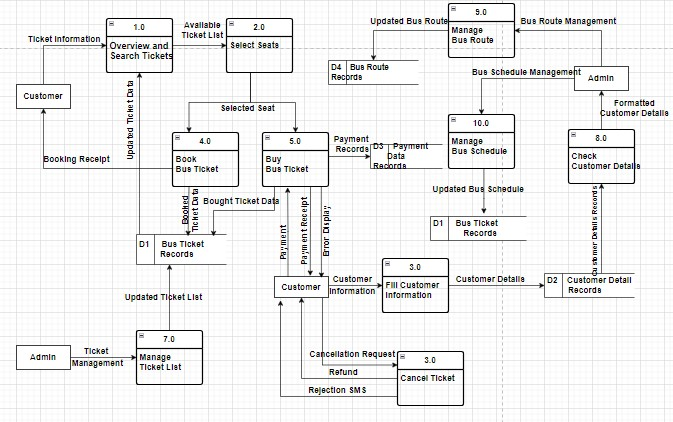 1.0
Overview and
Search Tickets
Available
Ticket List
2.0
Select Seats
Ticket Information
Customer
Updated Ticket Data
Selected Seat
Booking Receipt
4.0
Book
Bus Ticket
5.0
Buy
Bus Ticket
Payment
Records
D3 Payment
Data
Records
Booked
Ticket Data
Bought Ticket Data
D1 Bus Ticket
Records
Updated Ticket List
Admin
Ticket
Management
7.0
Manage
Ticket List
Payment
Payment Receipt
Error Display
Customer
Customer
Information
3.0
Fill Customer
Information
Customer Details
D2 Customer Detail
Records
Cancellation Request
Refund
Rejection SMS
3.0
Cancel Ticket
Updated Bus Route
9.0
Manage
Bus Route
Bus Route Management
D4 Bus Route
Records
Bus Schedule Management
Admin
10.0
Manage
Bus Schedule
Formatted
Customer Details
8.0
Check
Customer Details
Updated Bus Schedule
D1 Bus Ticket
Records
Customer Details Records